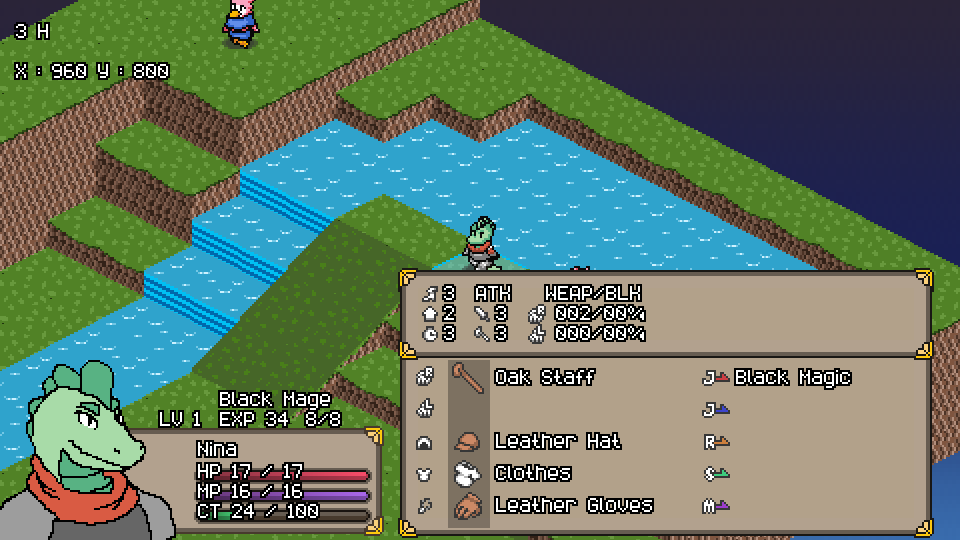 3 H
X : 960 Y : 800
3 ATK WEAP/BLK
2 3 002/00%
3 3 000/00%
Oak Staff
J Black Magic
J
Leather Hat
R
Clothes
S
Leather Gloves
M
Black Mage
LV 1 EXP 34 8/8
Nina
HP 17 / 17
MP 16 / 16
CT 24 / 100